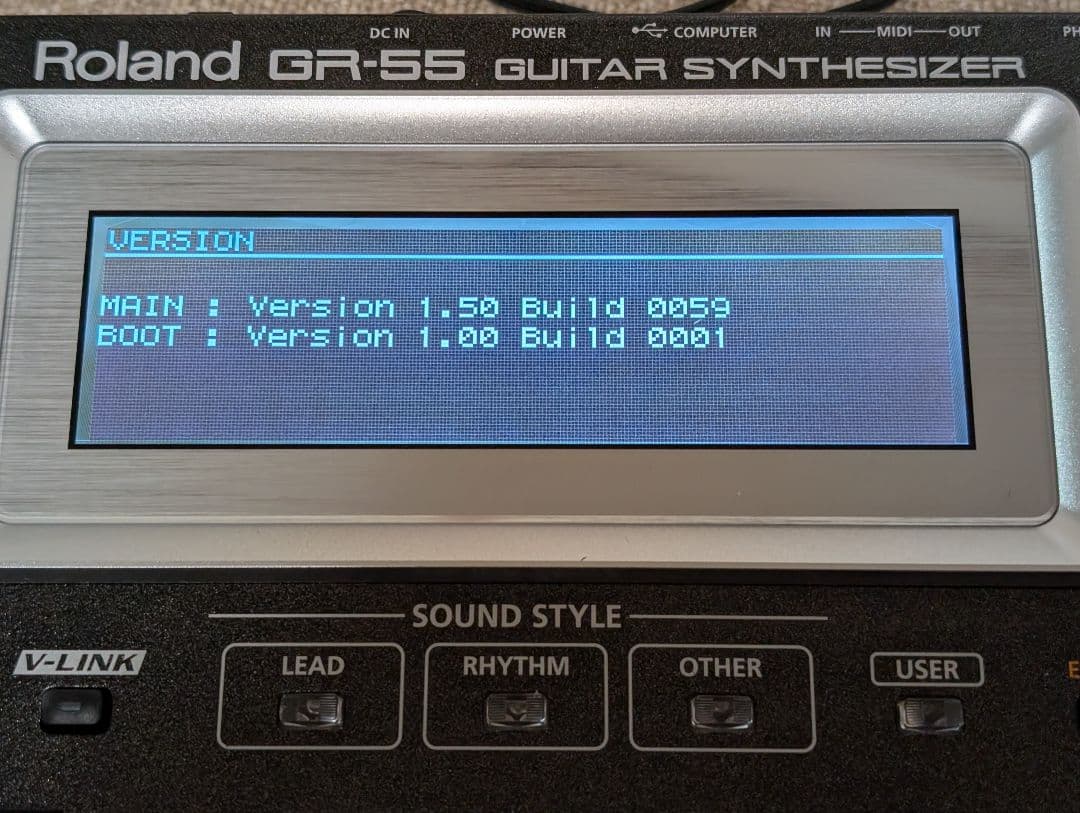 DC IN POWER COMPUTER IN MIDI OUT
Roland GR-55 GUITAR SYNTHESIZER
VERSION
MAIN : Version 1.50 Build 0059
BOOT : Version 1.00 Build 0001
SOUND STYLE
V-LINK LEAD RHYTHM OTHER USER